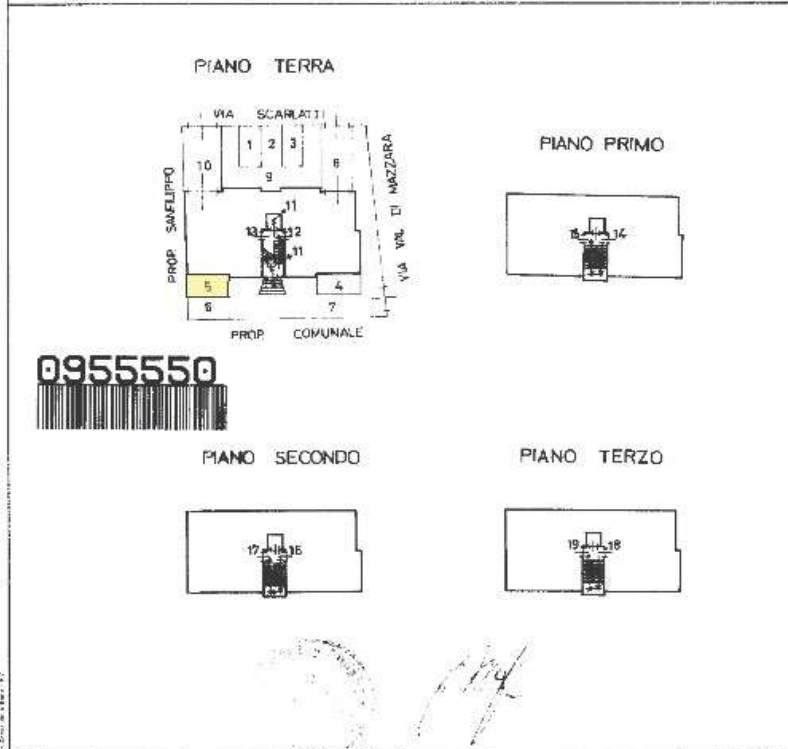 PIANO TERRA
VIA SCARLATTI
1 2 3
10 9 8
PROP. SANFILIPPO
VIA VAL DI MAZZARA
11
13 12
11
5 4
6 7
PROP. COMUNALE
PIANO PRIMO
15 14
0955550
PIANO SECONDO
17 16
PIANO TERZO
19 18